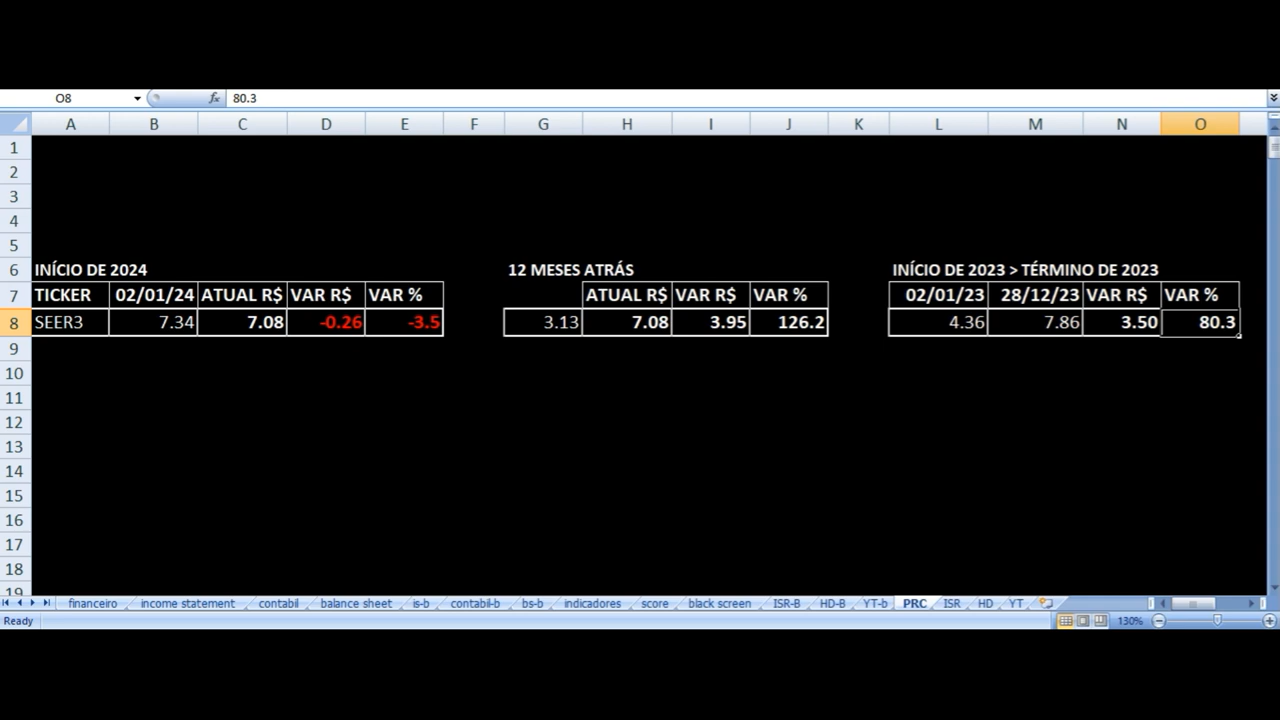 O8 fx 80.3
A B C D E F G H I J K L M N O
1
2
3
4
5
6 INÍCIO DE 2024 12 MESES ATRÁS INÍCIO DE 2023 > TÉRMINO DE 2023
7 TICKER 02/01/24 ATUAL R$ VAR R$ VAR % ATUAL R$ VAR R$ VAR % 02/01/23 28/12/23 VAR R$ VAR %
8 SEER3 7.34 7.08 -0.26 -3.5 3.13 7.08 3.95 126.2 4.36 7.86 3.50 80.3
9
10
11
12
13
14
15
16
17
18
19
financeiro income statement contabil balance sheet is-b contabil-b bs-b indicadores score black screen ISR-B HD-B YT-b PRC ISR HD YT
Ready 130%